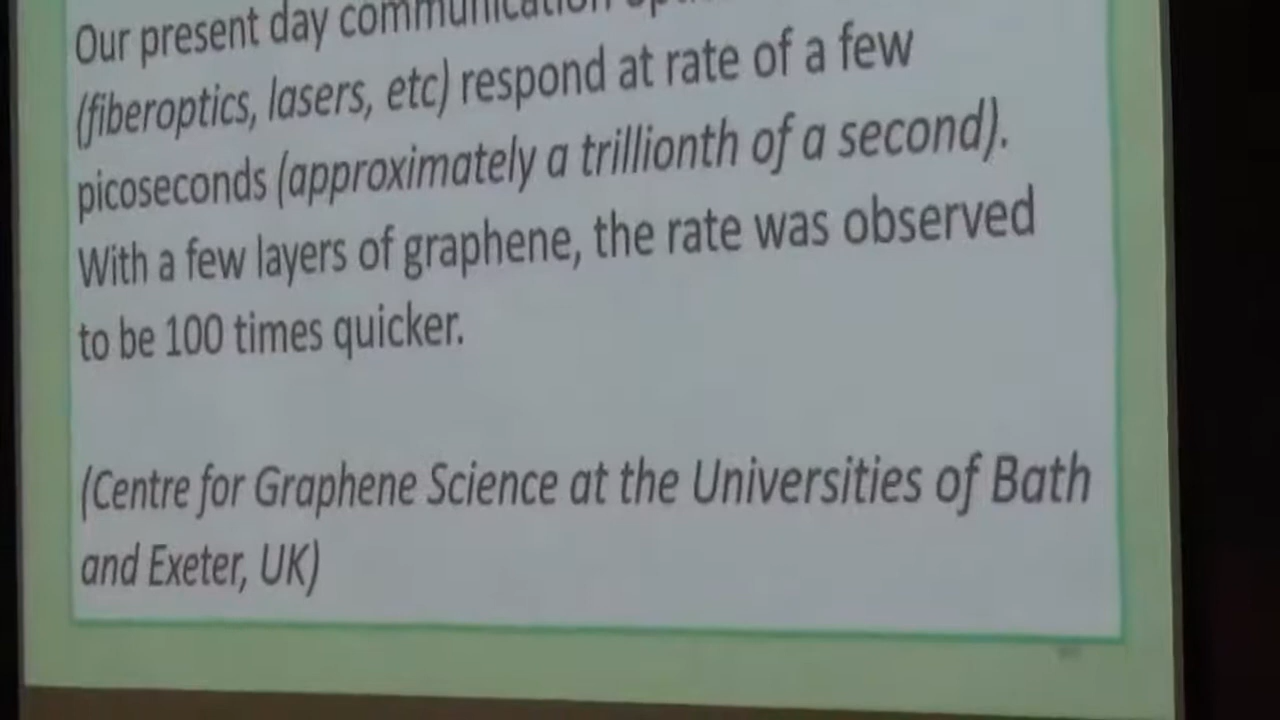 Our present day communication
(fiberoptics, lasers, etc) respond at rate of a few
picoseconds (approximately a trillionth of a second).
With a few layers of graphene, the rate was observed
to be 100 times quicker.
(Centre for Graphene Science at the Universities of Bath
and Exeter, UK)